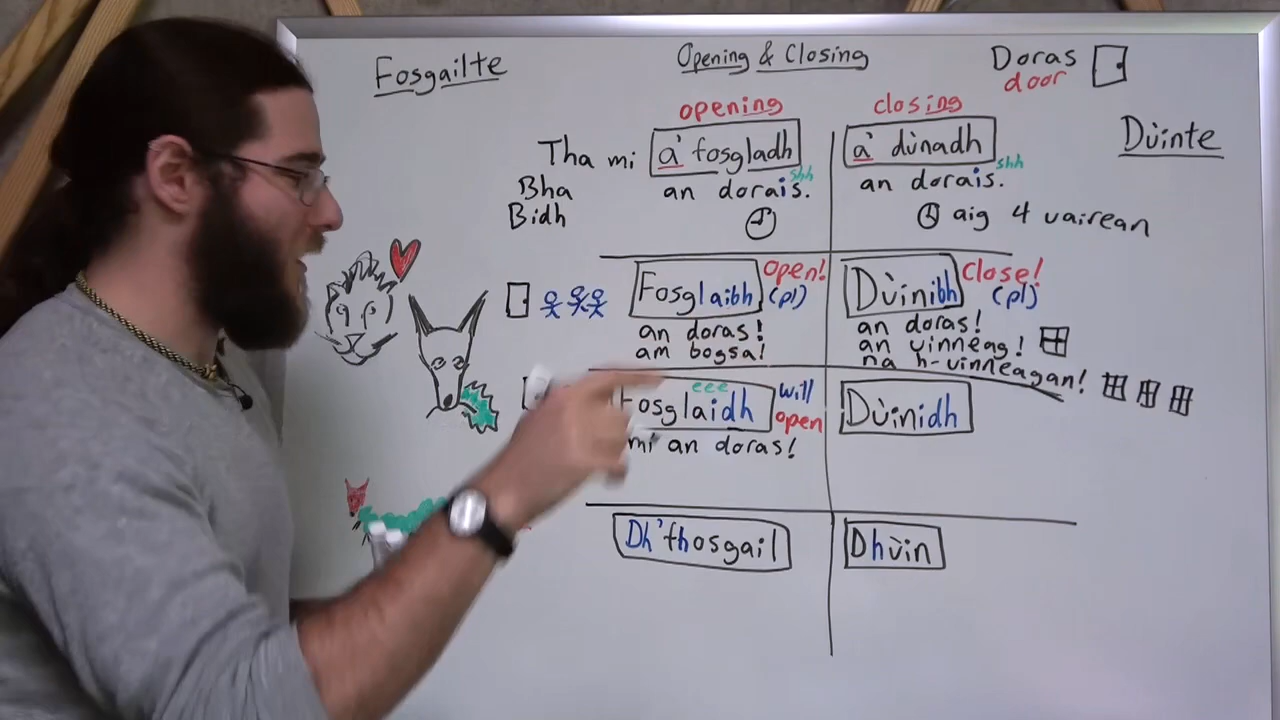 Fosgailte
Opening & Closing
Doras
door
opening
closing
Dùinte
Tha mi a' fosgladh
a' dùnadh
Bha
an dorais.
shh
an dorais.
shh
Bidh
aig 4 uairean
Fosglaibh
open!
(pl)
Dùinibh
close!
(pl)
an doras!
am bogsa!
an doras!
an uinneag!
na h-uinneagan!
eee
Fosglaidh
will
open
Dùinidh
mi an doras!
Dh'fhosgail
Dhùin